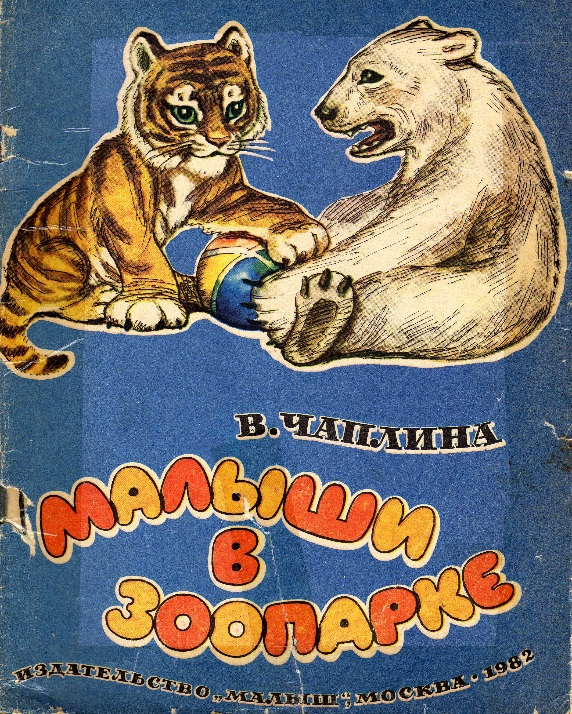 В. ЧАПЛИНА
МАЛЫШИ
В
ЗООПАРКЕ
ИЗДАТЕЛЬСТВО „МАЛЫШ“, МОСКВА · 1982